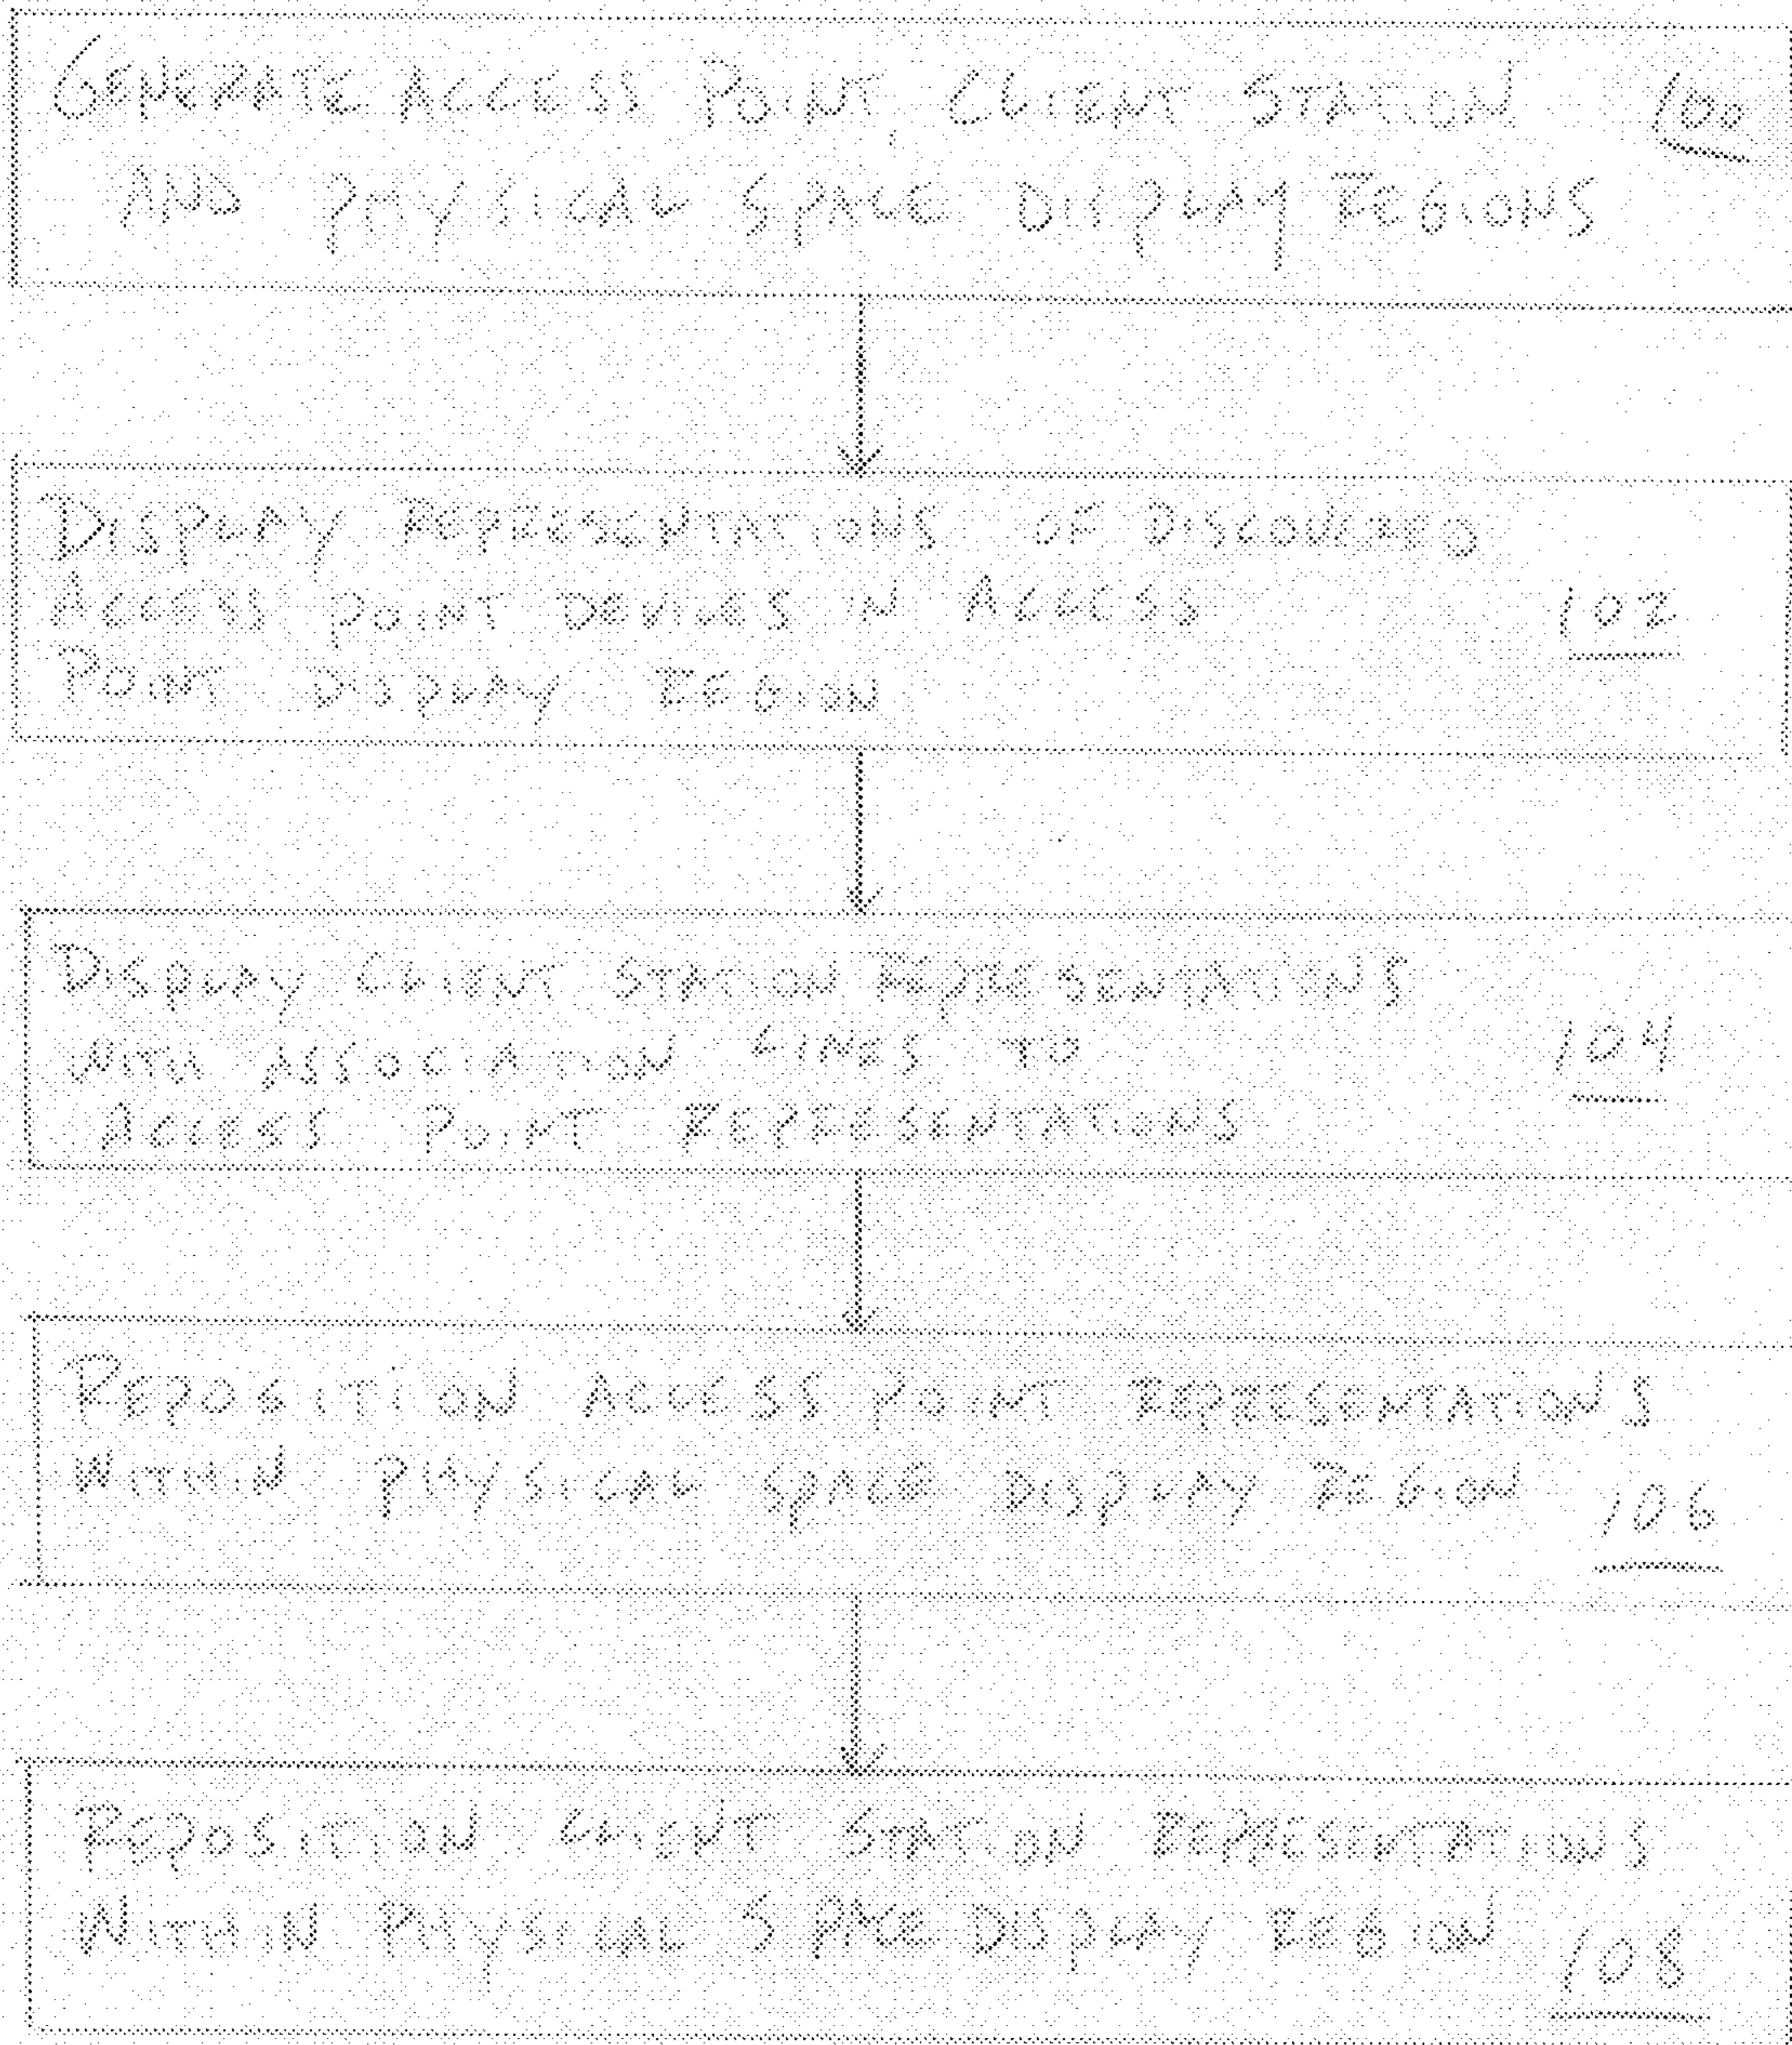 GENERATE ACCESS POINT, CLIENT STATION 100
AND PHYSICAL SPACE DISPLAY REGIONS
DISPLAY REPRESENTATIONS OF DISCOVERED
ACCESS POINT DEVICES IN ACCESS 102
POINT DISPLAY REGION
DISPLAY CLIENT STATION REPRESENTATIONS
WITH ASSOCIATION LINES TO 104
ACCESS POINT REPRESENTATIONS
REPOSITION ACCESS POINT REPRESENTATIONS
WITHIN PHYSICAL SPACE DISPLAY REGION 106
REPOSITION CLIENT STATION REPRESENTATIONS
WITHIN PHYSICAL SPACE DISPLAY REGION 108